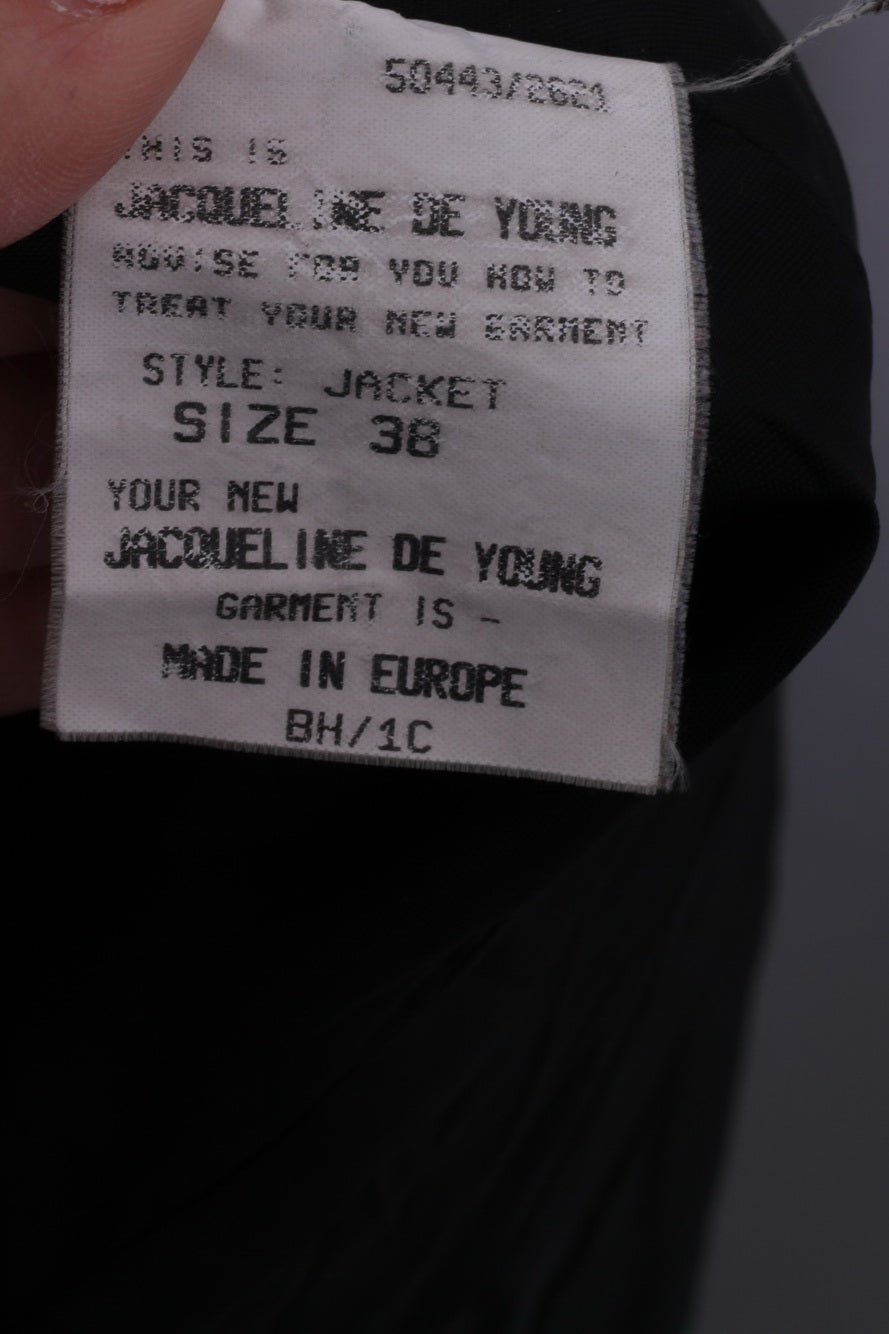 50443/2621
THIS IS
JACQUELINE DE YOUNG
ADVISE FOR YOU HOW TO
TREAT YOUR NEW GARMENT
STYLE: JACKET
SIZE 38
YOUR NEW
JACQUELINE DE YOUNG
GARMENT IS -
MADE IN EUROPE
BH/1C